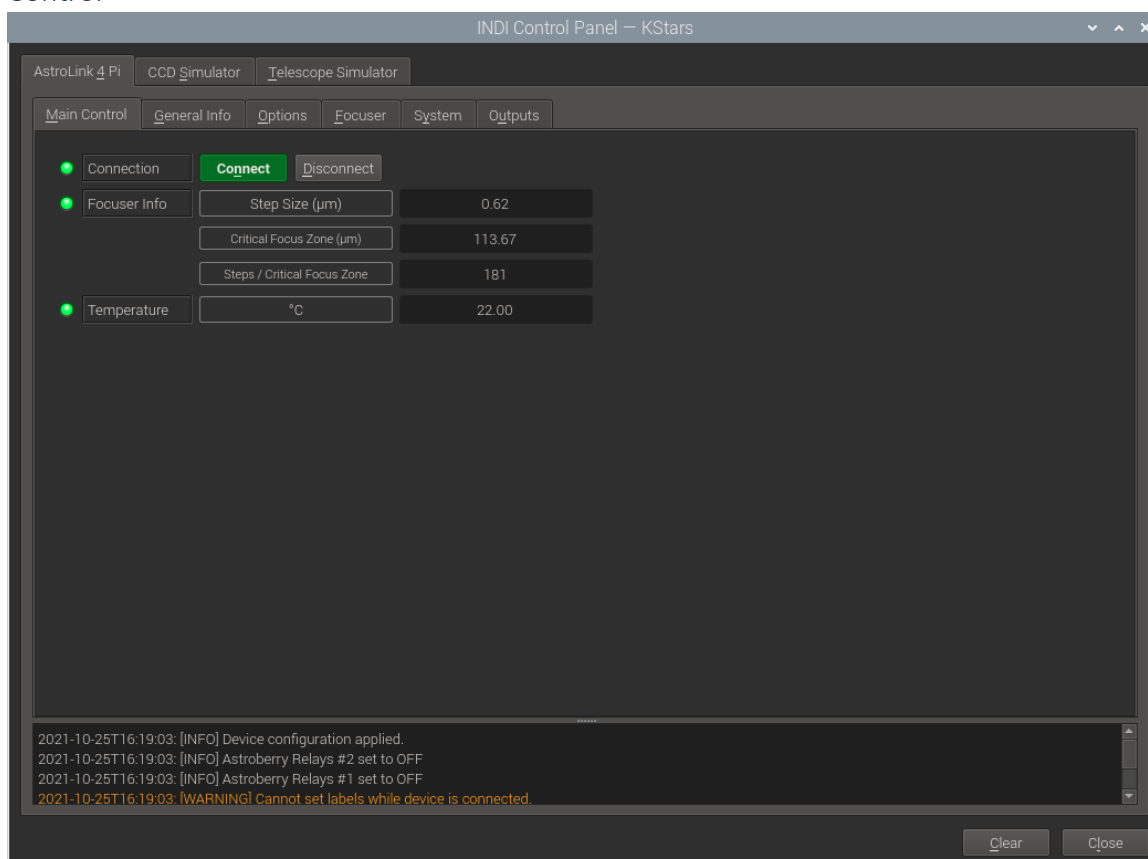 INDI Control Panel — KStars
AstroLink 4 Pi CCD Simulator Telescope Simulator
Main Control General Info Options Focuser System Outputs
Connection Connect Disconnect
Focuser Info Step Size (µm) 0.62
Critical Focus Zone (µm) 113.67
Steps / Critical Focus Zone 181
Temperature °C 22.00
2021-10-25T16:19:03: [INFO] Device configuration applied.
2021-10-25T16:19:03: [INFO] Astroberry Relays #2 set to OFF
2021-10-25T16:19:03: [INFO] Astroberry Relays #1 set to OFF
2021-10-25T16:19:03: [WARNING] Cannot set labels while device is connected.
Clear Close